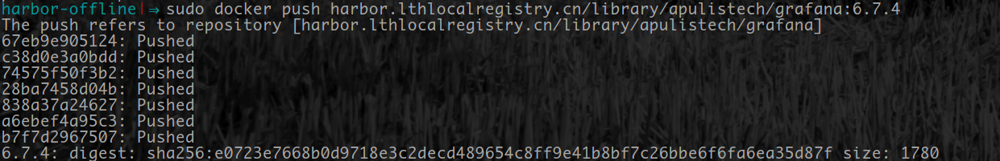 harbor-offline| ⇒ sudo docker push harbor.lthlocalregistry.cn/library/apulistech/grafana:6.7.4
The push refers to repository [harbor.lthlocalregistry.cn/library/apulistech/grafana]
67eb9e905124: Pushed
c38d0e3a0bdd: Pushed
74575f50f3b2: Pushed
28ba7458d04b: Pushed
838a37a24627: Pushed
a6ebef4a95c3: Pushed
b7f7d2967507: Pushed
6.7.4: digest: sha256:e0723e7668b0d9718e3c2decd489654c8ff9e41b8bf7c26bbe6f6fa6ea35d87f size: 1780